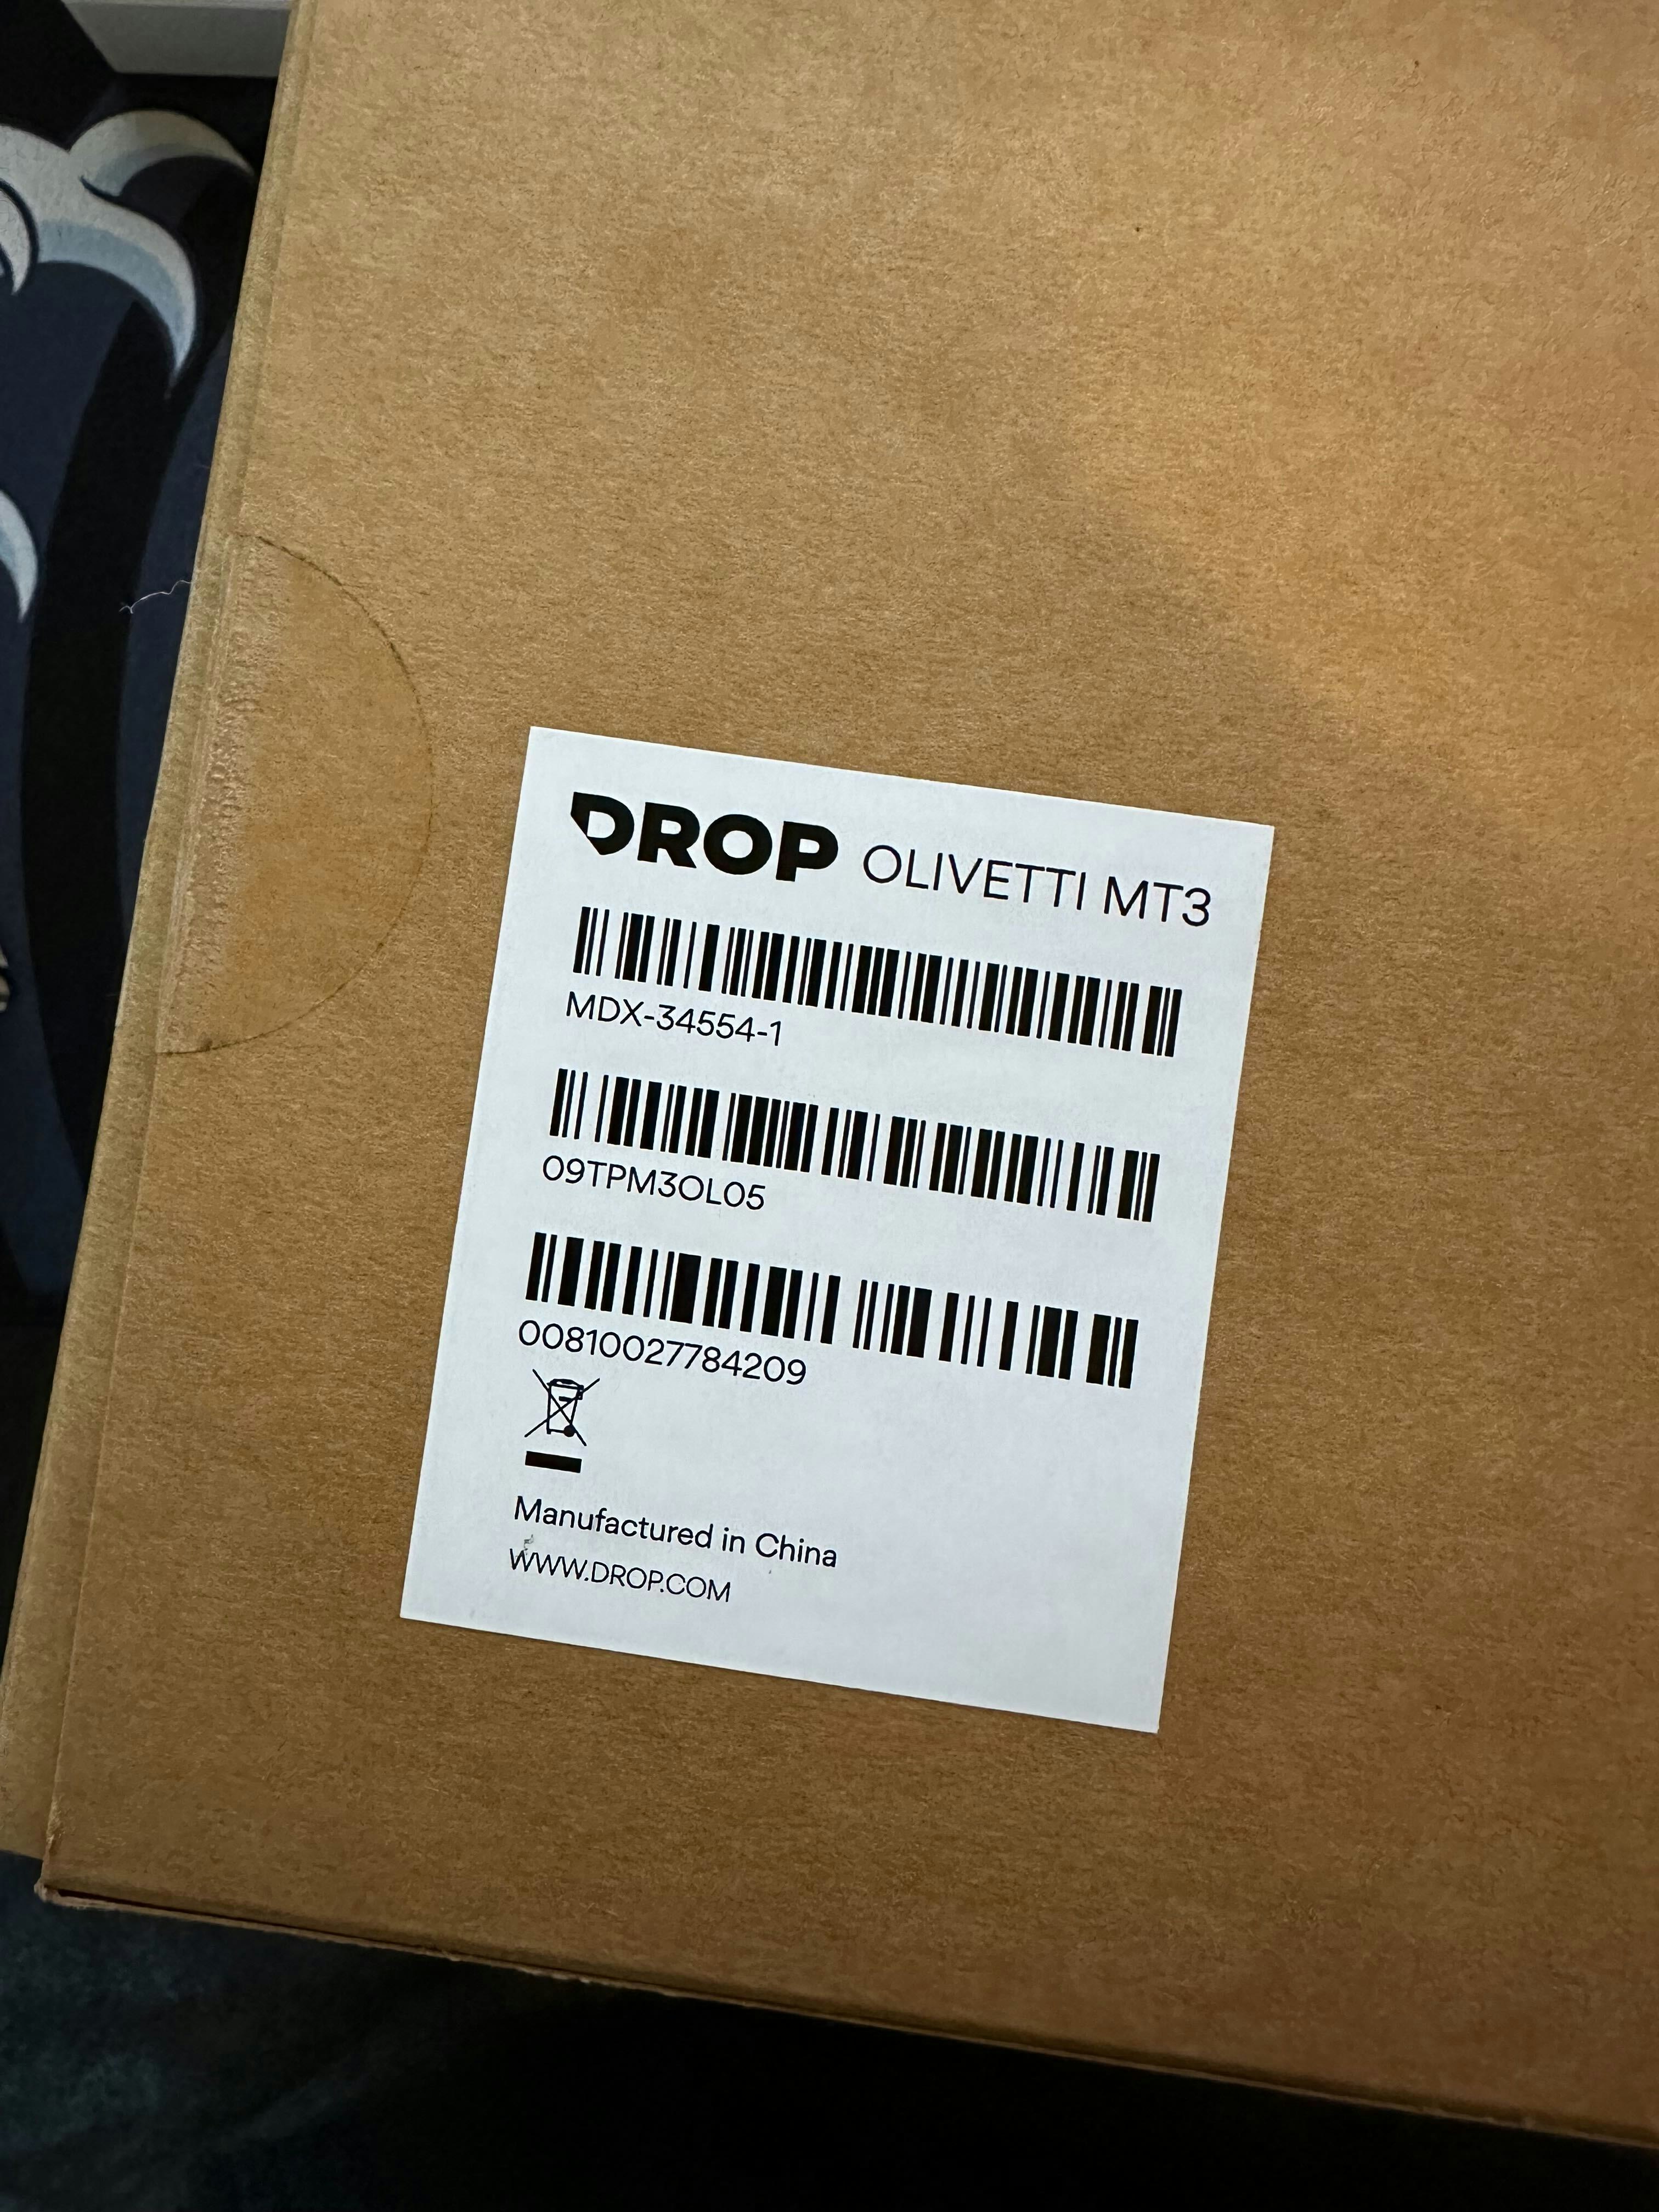 DROP OLIVETTI MT3
MDX-34554-1
09TPM3OL05
00810027784209
Manufactured in China
WWW.DROP.COM